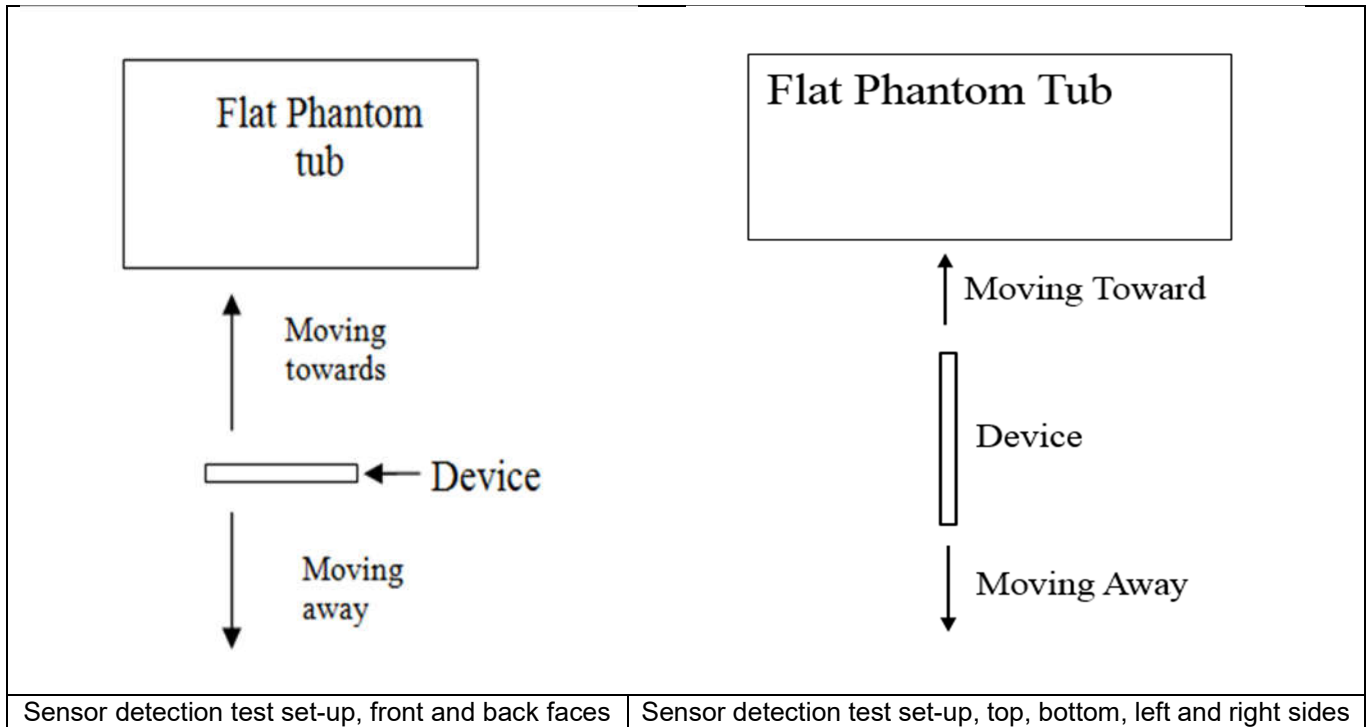 Flat Phantom
tub
Moving
towards
Device
Moving
away
Sensor detection test set-up, front and back faces
Flat Phantom Tub
Moving Toward
Device
Moving Away
Sensor detection test set-up, top, bottom, left and right sides